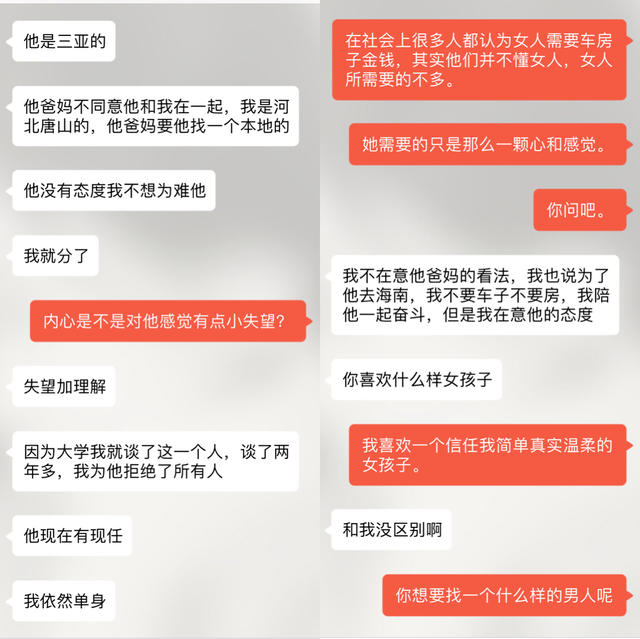 他是三亚的
他爸妈不同意他和我在一起，我是河
北唐山的，他爸妈要他找一个本地的
他没有态度我不想为难他
我就分了
内心是不是对他感觉有点小失望？
失望加理解
因为大学我就谈了这一个人，谈了两
年多，我为他拒绝了所有人
他现在有现任
我依然单身
在社会上很多人都认为女人需要车房
子金钱，其实他们并不懂女人，女人
所需要的不多。
她需要的只是那么一颗心和感觉。
你问吧。
我不在意他爸妈的看法，我也说为了
他去海南，我不要车子不要房，我陪
他一起奋斗，但是我在意他的态度
你喜欢什么样女孩子
我喜欢一个信任我简单真实温柔的
女孩子。
和我没区别啊
你想要找一个什么样的男人呢